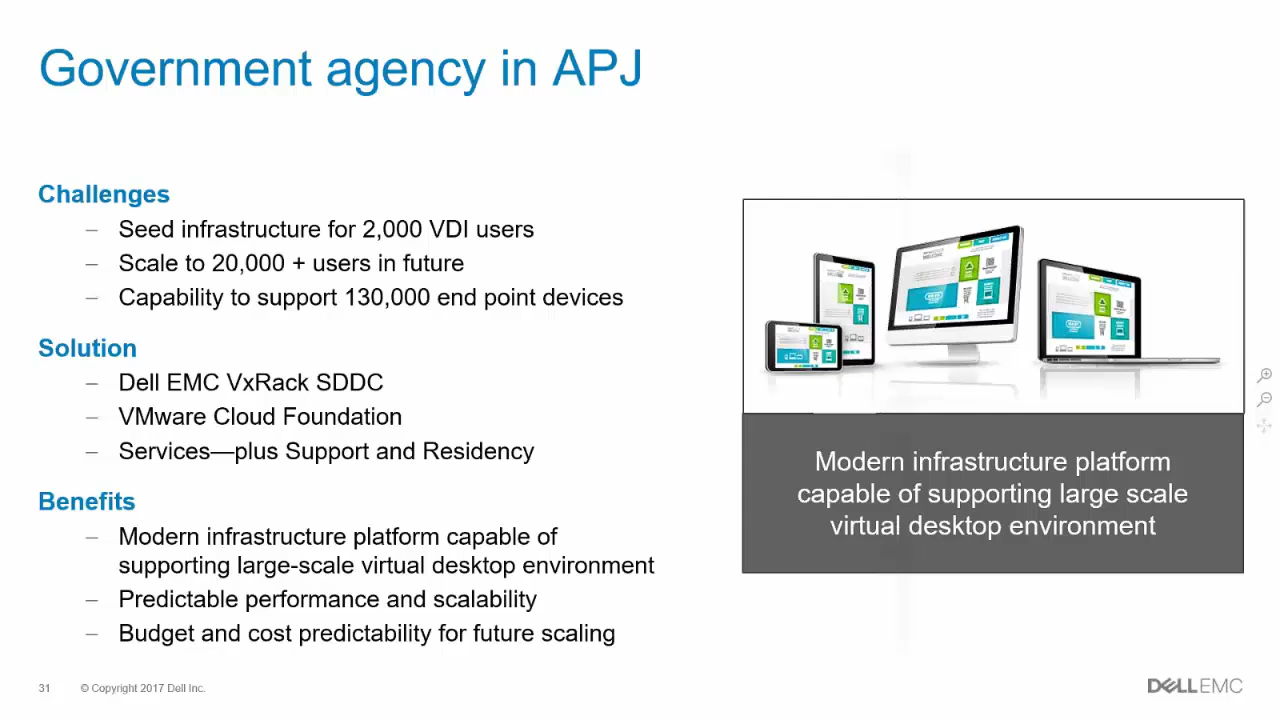 Government agency in APJ
Challenges
– Seed infrastructure for 2,000 VDI users
– Scale to 20,000 + users in future
– Capability to support 130,000 end point devices
Solution
– Dell EMC VxRack SDDC
– VMware Cloud Foundation
– Services—plus Support and Residency
Benefits
– Modern infrastructure platform capable of
supporting large-scale virtual desktop environment
– Predictable performance and scalability
– Budget and cost predictability for future scaling
Modern infrastructure platform
capable of supporting large scale
virtual desktop environment
31 © Copyright 2017 Dell Inc.
DELLEMC